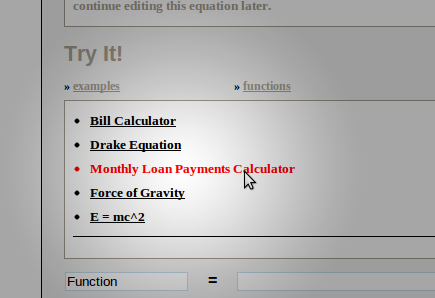 continue editing this equation later.
Try It!
» examples » functions
• Bill Calculator
• Drake Equation
• Monthly Loan Payments Calculator
• Force of Gravity
• E = mc^2
Function =